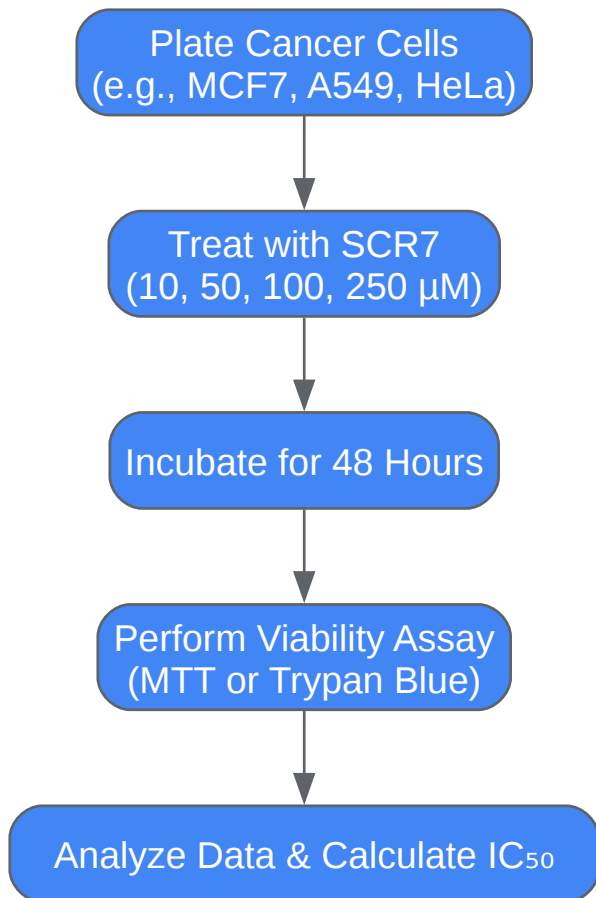 Plate Cancer Cells
(e.g., MCF7, A549, HeLa)
Treat with SCR7
(10, 50, 100, 250 µM)
Incubate for 48 Hours
Perform Viability Assay
(MTT or Trypan Blue)
Analyze Data & Calculate IC₅₀